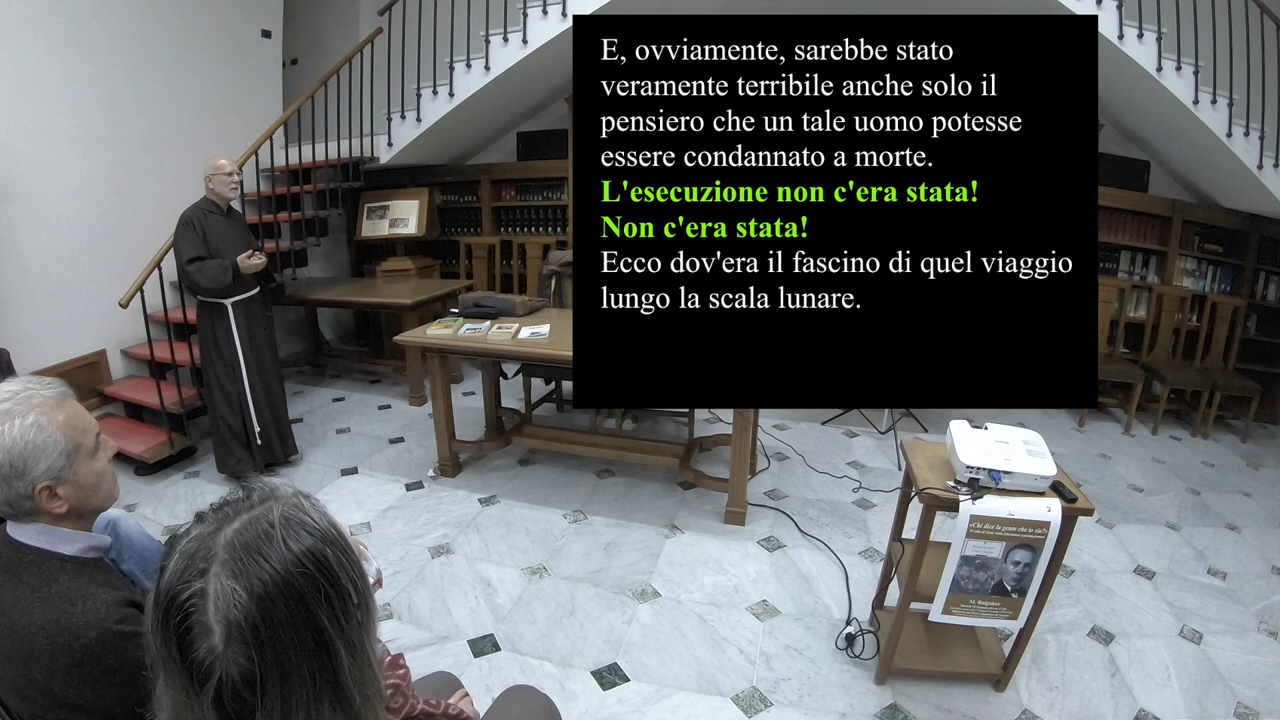 E, ovviamente, sarebbe stato
veramente terribile anche solo il
pensiero che un tale uomo potesse
essere condannato a morte.
L'esecuzione non c'era stata!
Non c'era stata!
Ecco dov'era il fascino di quel viaggio
lungo la scala lunare.
«Chi dice la gente che io sia?»
M. Bulgakov